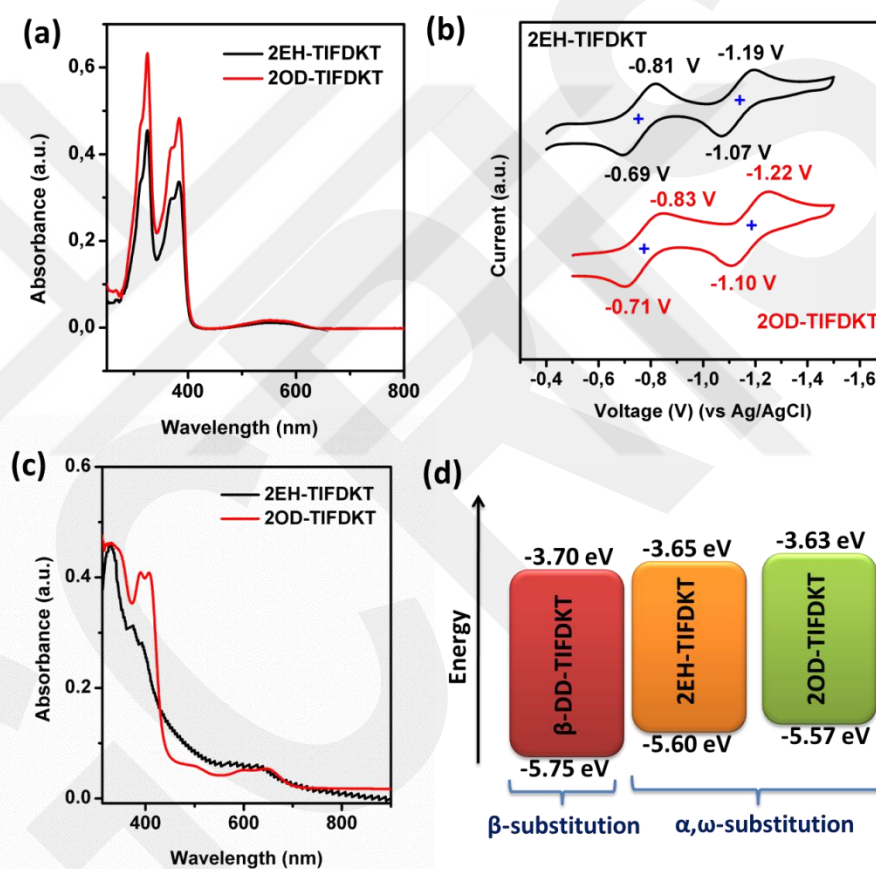 (a)
2EH-TIFDKT
2OD-TIFDKT
0,6
0,4
0,2
0,0
Absorbance (a.u.)
400
600
800
Wavelength (nm)
(b)
2EH-TIFDKT
-0.81 V
-1.19 V
-0.69 V
-1.07 V
-0.83 V
-1.22 V
-0.71 V
-1.10 V
2OD-TIFDKT
Current (a.u.)
-0,4
-0,6
-0,8
-1,0
-1,2
-1,4
-1,6
Voltage (V) (vs Ag/AgCl)
(c)
2EH-TIFDKT
2OD-TIFDKT
0.6
0.4
0.2
0.0
Absorbance (a.u.)
400
600
800
Wavelength (nm)
(d)
Energy
-3.70 eV
-3.65 eV
-3.63 eV
β-DD-TIFDKT
2EH-TIFDKT
2OD-TIFDKT
-5.75 eV
-5.60 eV
-5.57 eV
β-substitution
α,ω-substitution